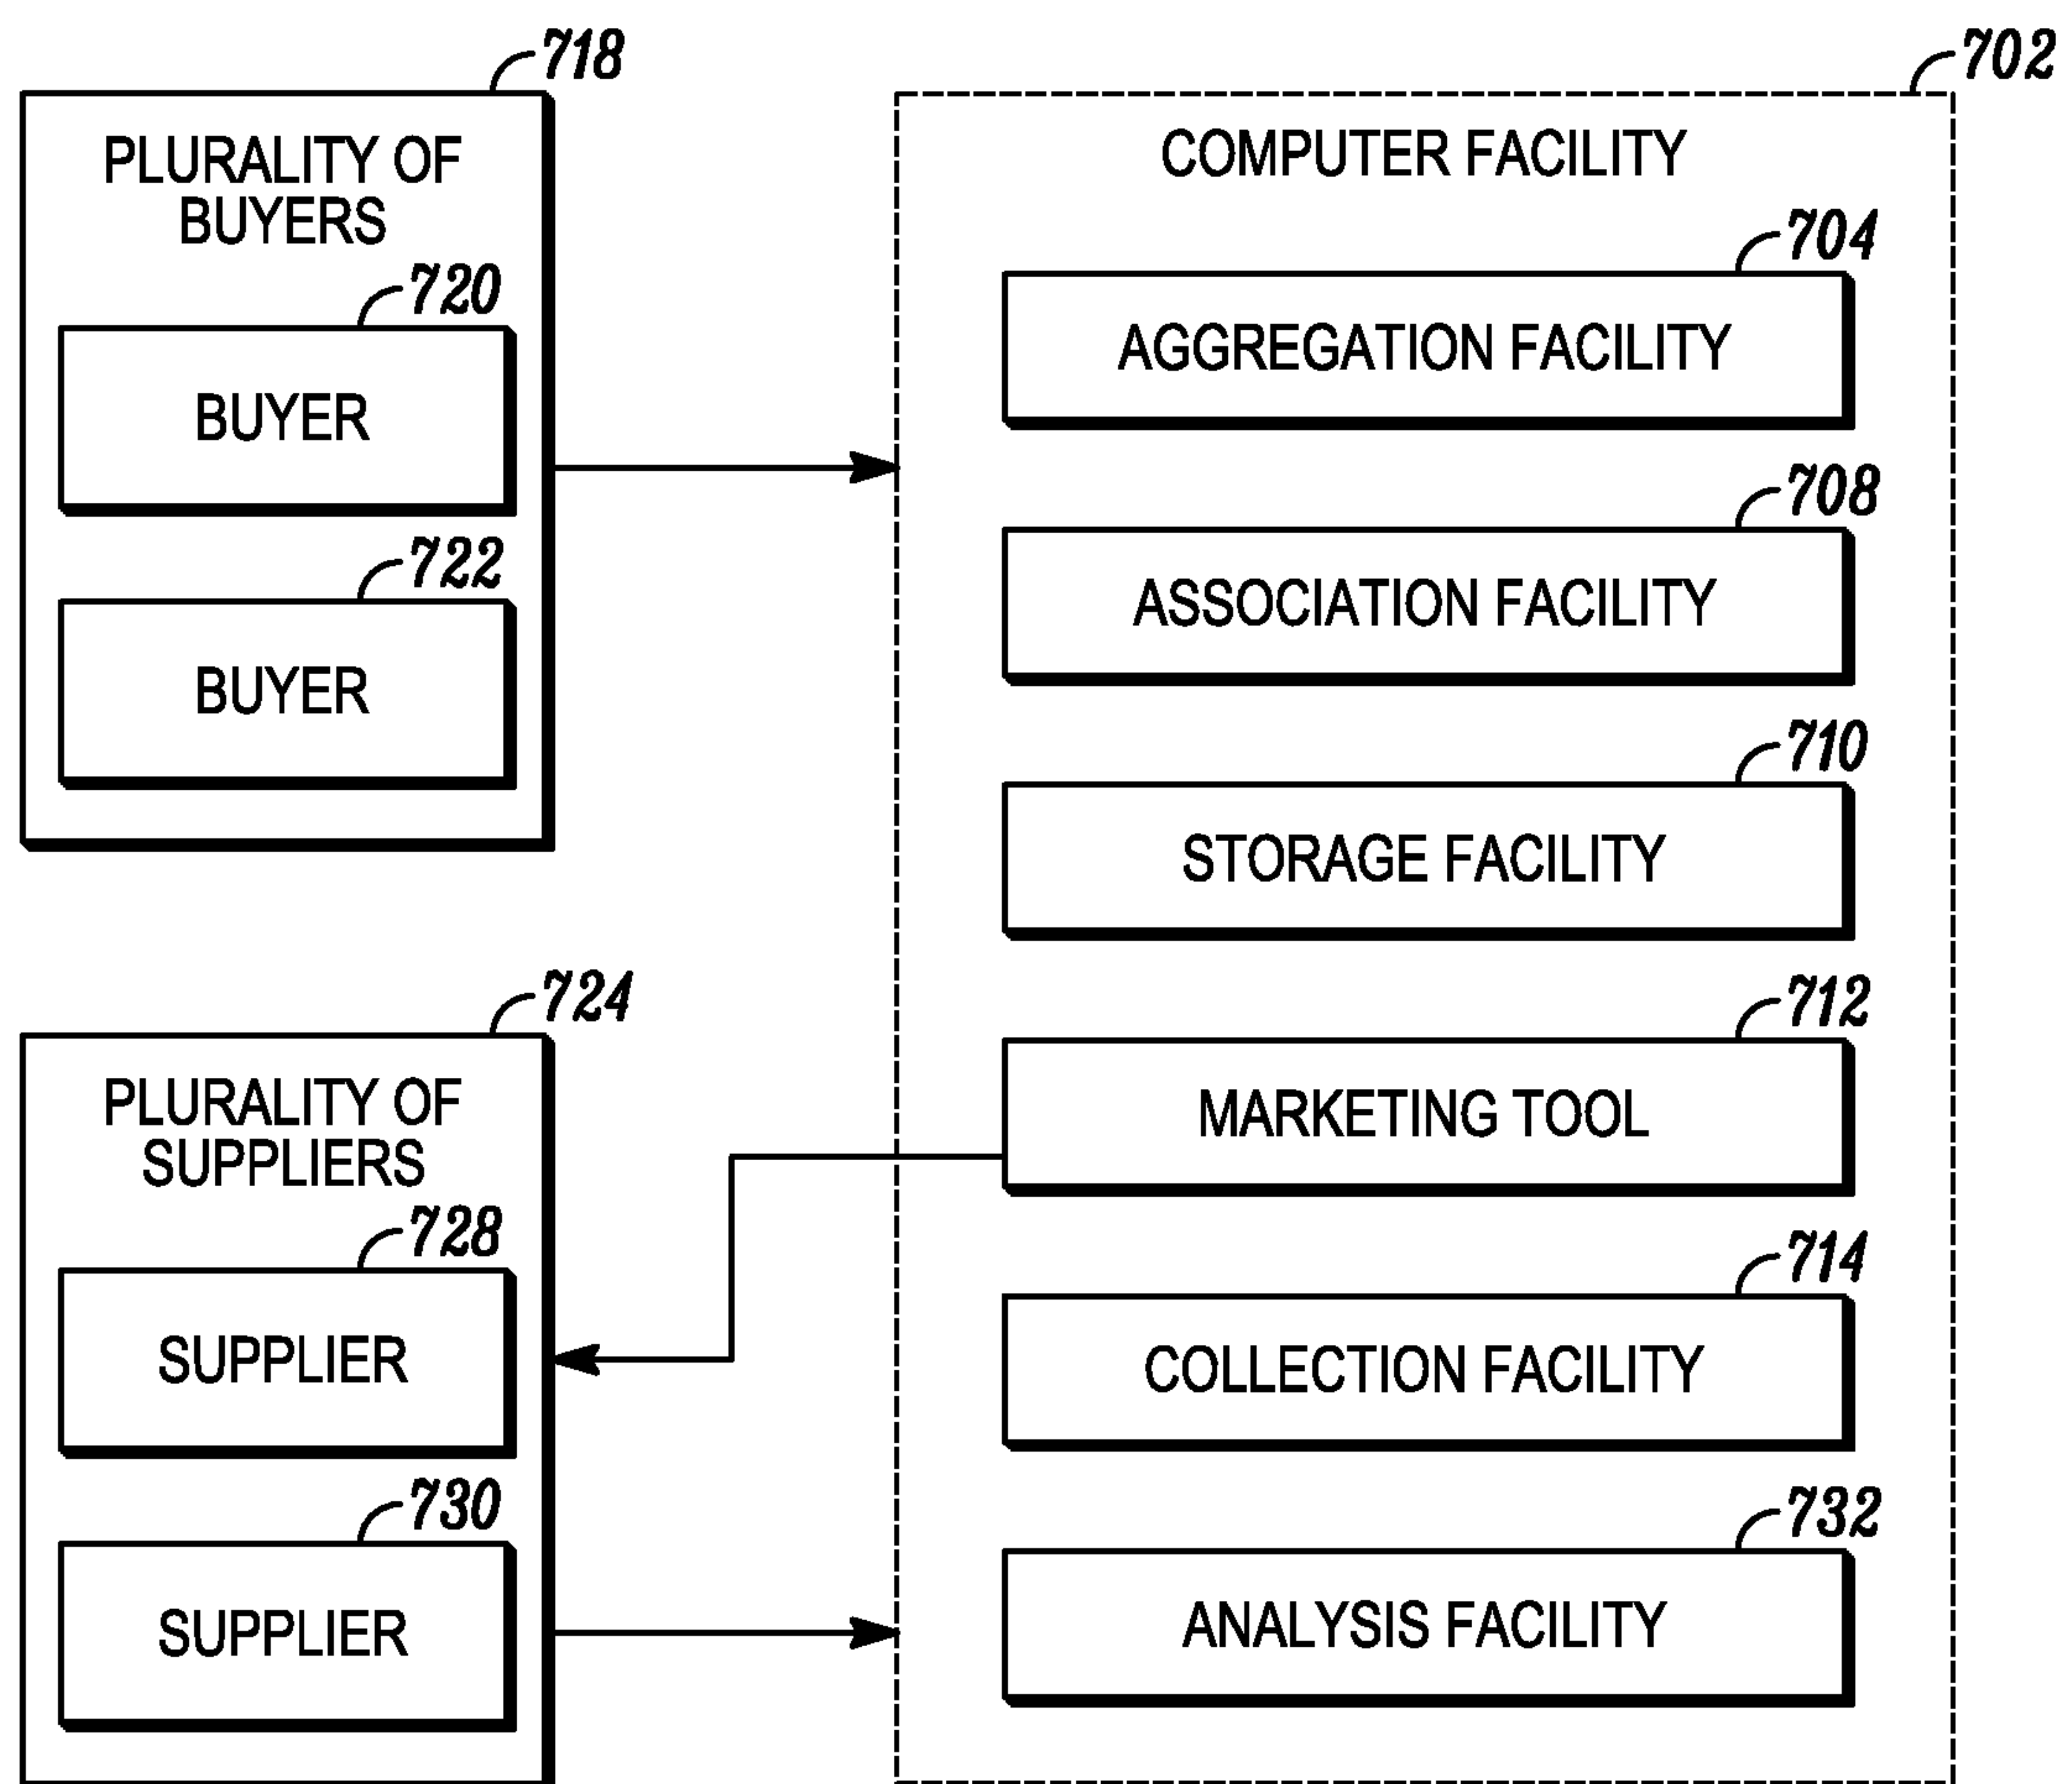 718
PLURALITY OF
BUYERS
720
BUYER
722
BUYER
724
PLURALITY OF
SUPPLIERS
728
SUPPLIER
730
SUPPLIER
702
COMPUTER FACILITY
704
AGGREGATION FACILITY
708
ASSOCIATION FACILITY
710
STORAGE FACILITY
712
MARKETING TOOL
714
COLLECTION FACILITY
732
ANALYSIS FACILITY